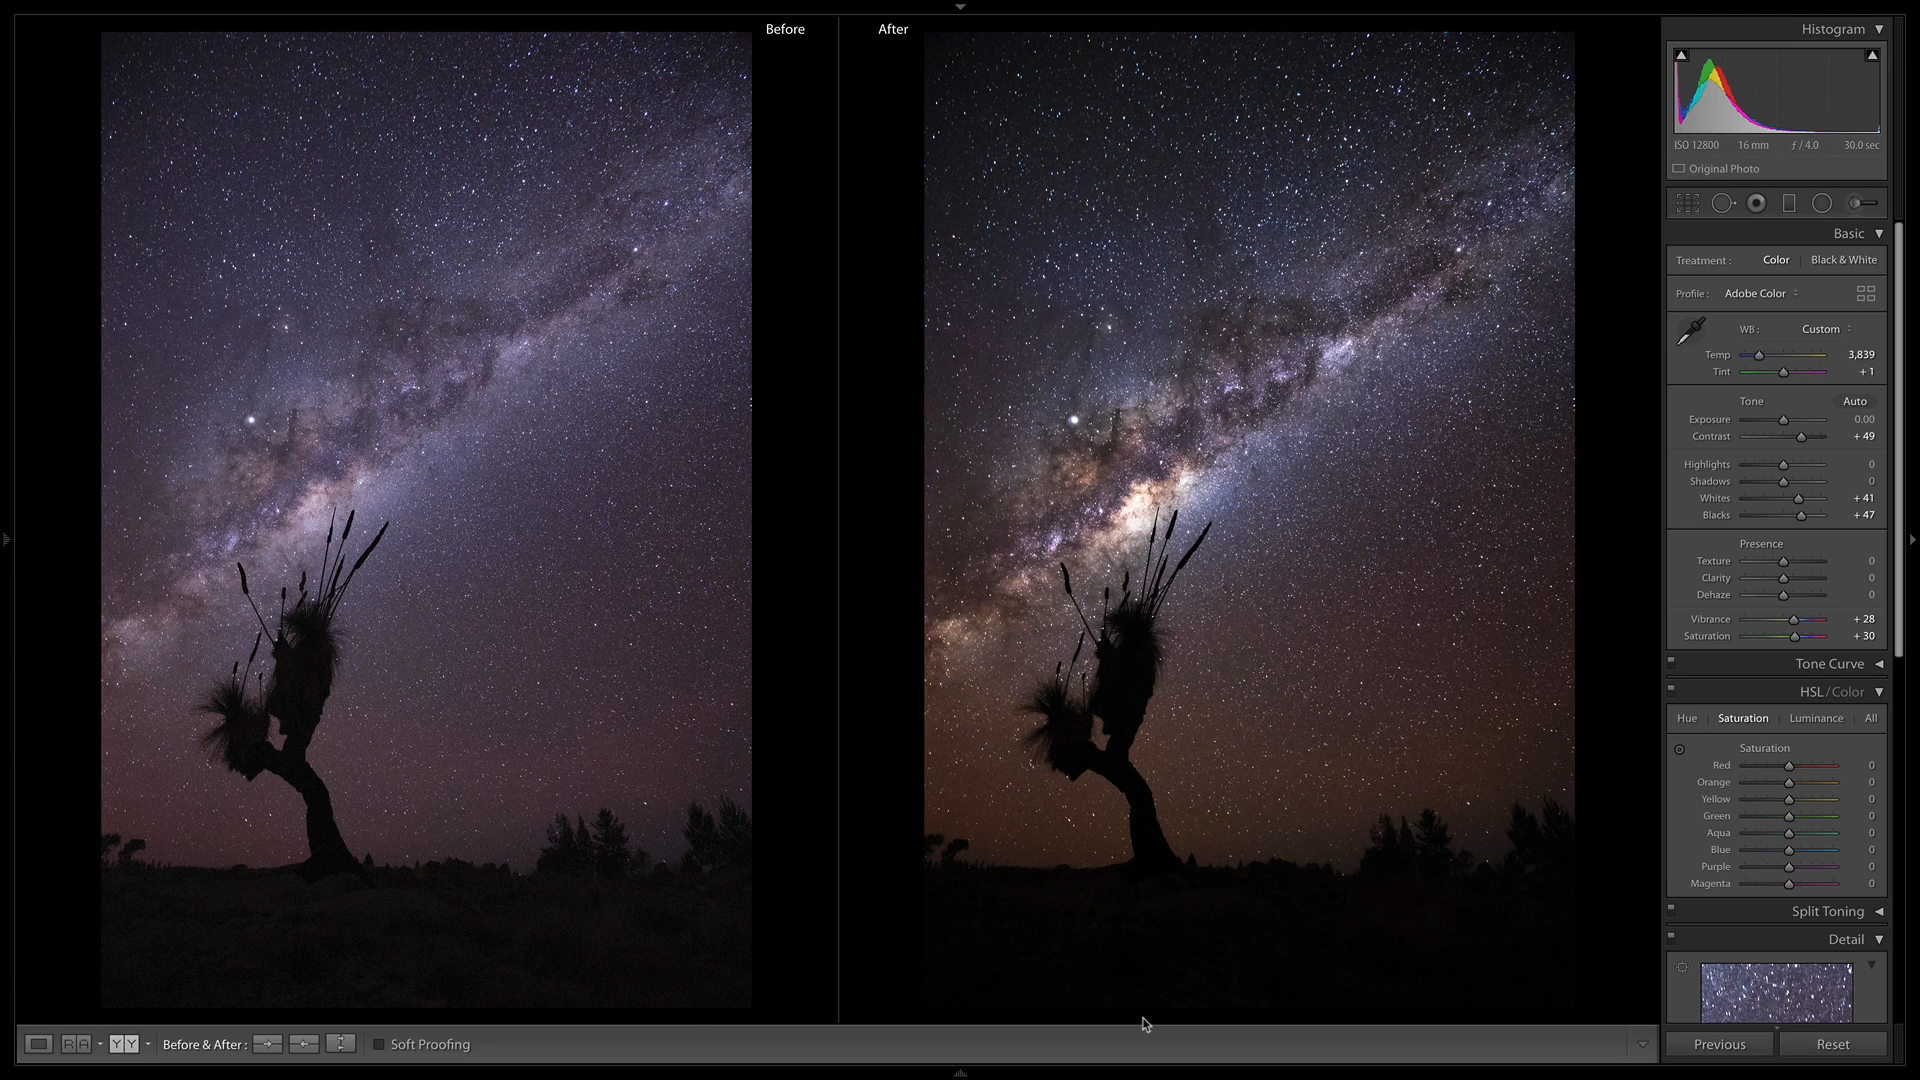 Before
After
Histogram
ISO 12800 16 mm ƒ / 4.0 30.0 sec
Original Photo
Basic
Treatment : Color Black & White
Profile : Adobe Color
WB : Custom
Temp 3,839
Tint + 1
Tone Auto
Exposure 0.00
Contrast + 49
Highlights 0
Shadows 0
Whites + 41
Blacks + 47
Presence
Texture 0
Clarity 0
Dehaze 0
Vibrance + 28
Saturation + 30
Tone Curve
HSL / Color
Hue Saturation Luminance All
Saturation
Red 0
Orange 0
Yellow 0
Green 0
Aqua 0
Blue 0
Purple 0
Magenta 0
Split Toning
Detail
R A Y Y Before & After : Soft Proofing
Previous Reset